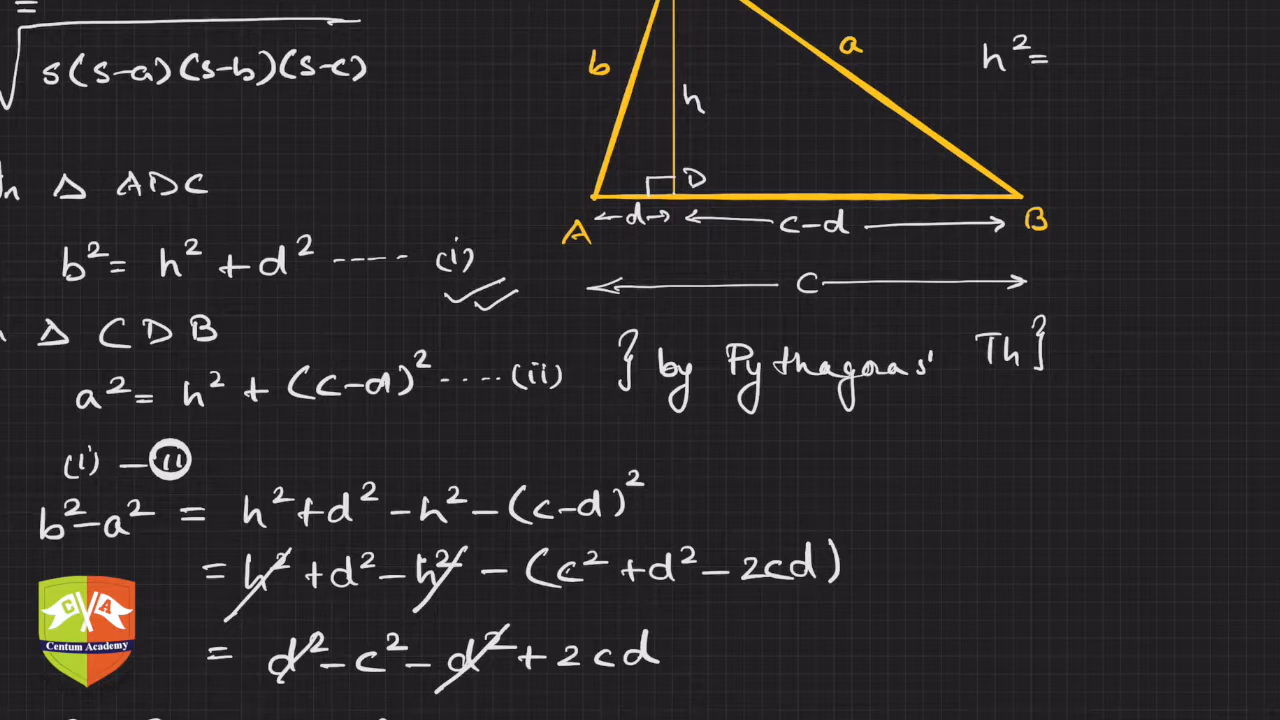 =
√ s(s-a)(s-b)(s-c)
b
a
h
h²=
In Δ ADC
D
A
d
c-d
B
b² = h² + d² ----- (i)
C
Δ CDB
a² = h² + (c-d)² ..... (ii)
} by Pythagoras' Th}
(i) - ii
b²-a² = h²+d²-h²-(c-d)²
= h²+d²-h²-(c²+d²-2cd)
= d²-c²-d²+2cd
C A
Centum Academy